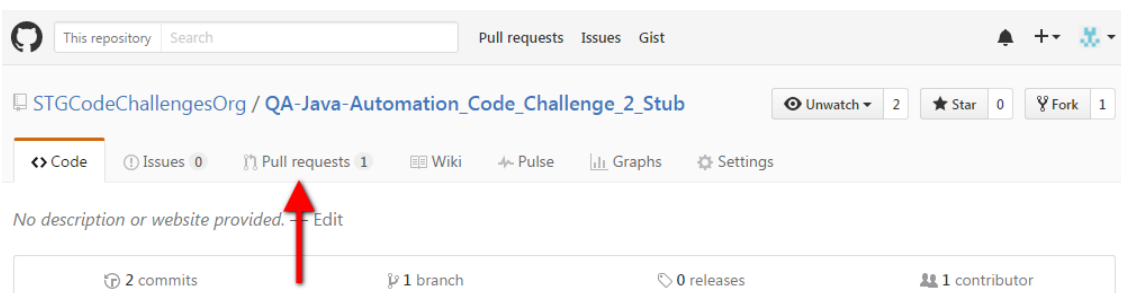 This repository Search Pull requests Issues Gist
STGCodeChallengesOrg / QA-Java-Automation_Code_Challenge_2_Stub Unwatch 2 Star 0 Fork 1
Code Issues 0 Pull requests 1 Wiki Pulse Graphs Settings
No description or website provided. — Edit
2 commits 1 branch 0 releases 1 contributor